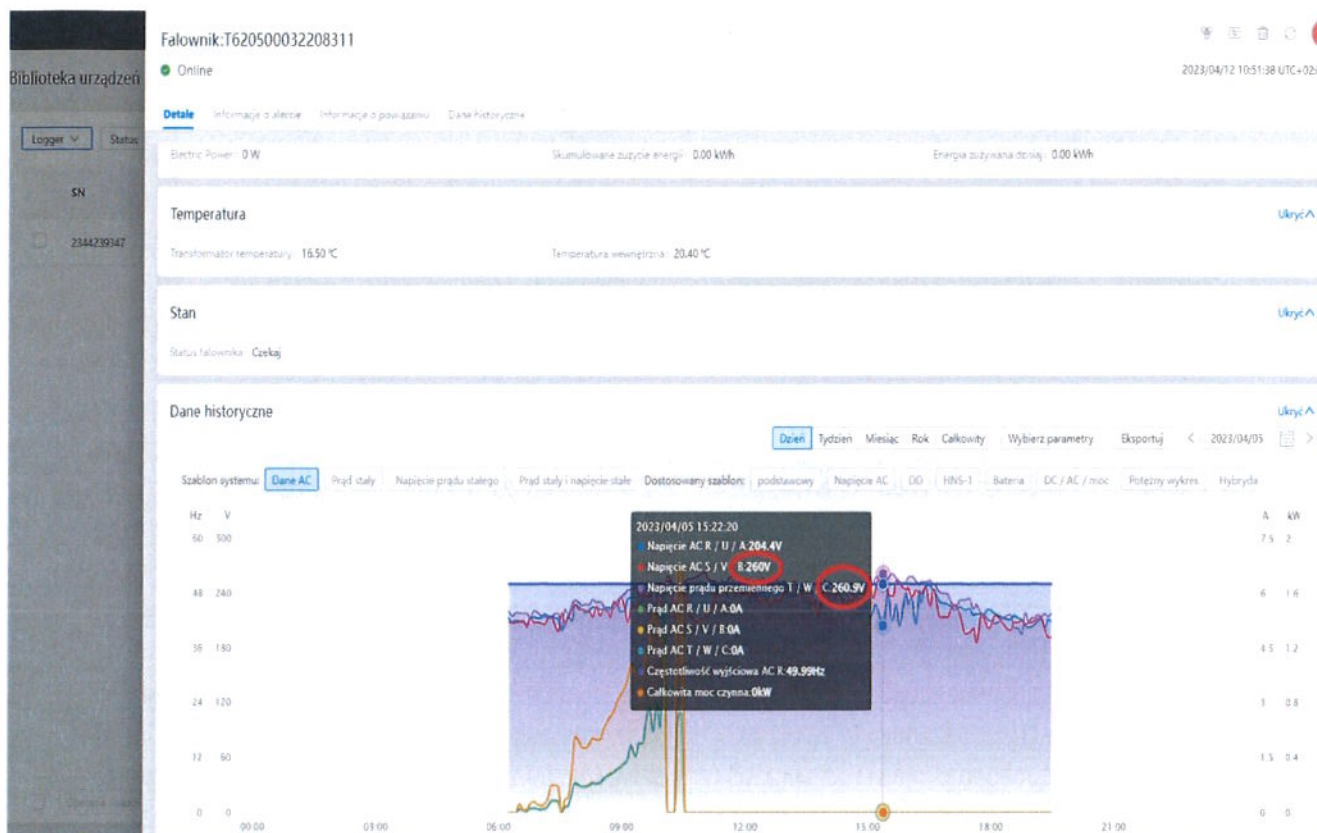 Falownik:T620500032208311
Online
2023/04/12 10:51:38 UTC+02:
Biblioteka urządzeń
Logger
Status
Detale Informacje o alercie Informacje o powiązaniu Dane historyczne
Electric Power: 0 W Skumulowane zużycie energii: 0.00 kWh Energia zużywana dzisiaj: 0.00 kWh
SN
2344239347
Temperatura Ukryć
Transformator temperatury: 16.50 ℃ Temperatura wewnętrzna: 20.40 ℃
Stan Ukryć
Status falownika: Czekaj
Dane historyczne Ukryć
Dzień Tydzień Miesiąc Rok Całkowity Wybierz parametry Eksportuj < 2023/04/05 >
Szablon systemu: Dane AC Prąd stały Napięcie prądu stałego Prąd stały i napięcie stałe Dostosowany szablon: podstawowy Napięcie AC DD HNS-1 Bateria DC / AC / moc Potężny wykres Hybryda
Hz V A kW
60 500 7.5 2
48 240 6 1.6
36 180 4.5 1.2
24 120 3 0.8
12 60 1.5 0.4
0 0 0 0
2023/04/05 15:22:20
Napięcie AC R / U / A:204.4V
Napięcie AC S / V / B:260V
Napięcie prądu przemiennego T / W / C:260.9V
Prąd AC R / U / A:0A
Prąd AC S / V / B:0A
Prąd AC T / W / C:0A
Częstotliwość wyjściowa AC R:49.99Hz
Całkowita moc czynna:0kW
00:00 03:00 06:00 09:00 12:00 15:00 18:00 21:00